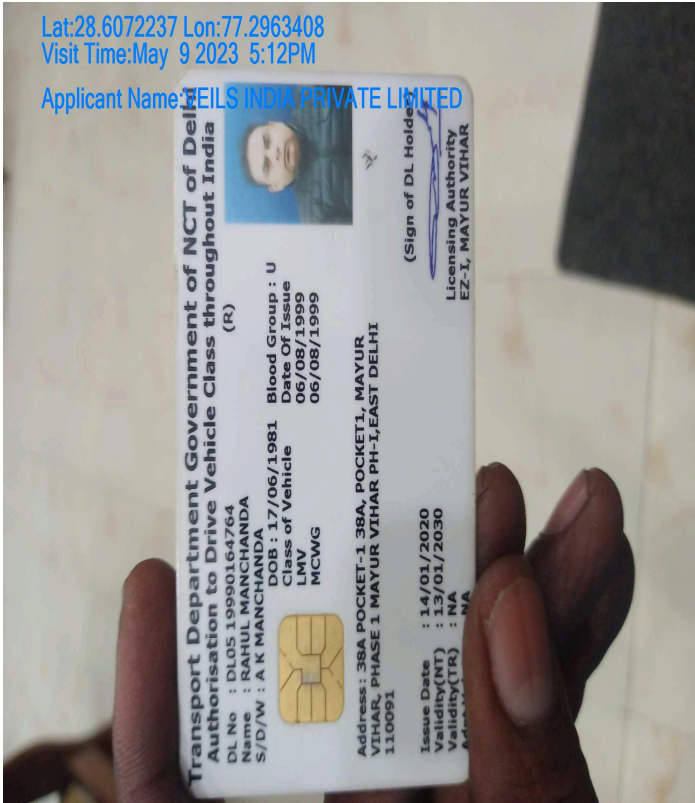 Lat:28.6072237 Lon:77.2963408
Visit Time:May 9 2023 5:12PM
Applicant Name:VEILS INDIA PRIVATE LIMITED
Transport Department Government of NCT of Delhi
Authorisation to Drive Vehicle Class throughout India
DL No : DL05 19990164764 (R)
Name : RAHUL MANCHANDA
S/D/W : A K MANCHANDA
DOB : 17/06/1981 Blood Group : U
Class of Vehicle Date Of Issue
LMV 06/08/1999
MCWG 06/08/1999
Address: 38A POCKET-1 38A, POCKET1, MAYUR
VIHAR, PHASE 1 MAYUR VIHAR PH-I,EAST DELHI
110091
(Sign of DL Holder)
Issue Date : 14/01/2020
Validity(NT) : 13/01/2030
Validity(TR) : NA
NA
Licensing Authority
EZ-I, MAYUR VIHAR